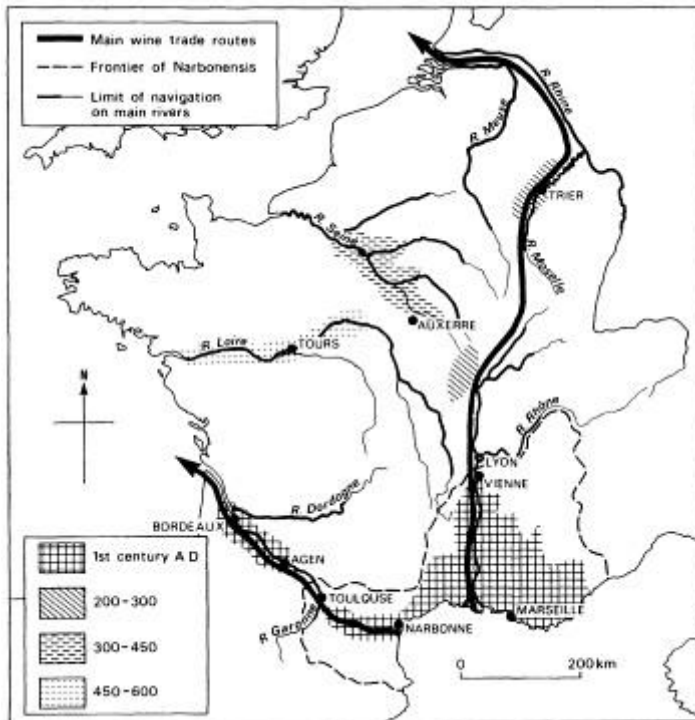 Main wine trade routes
Frontier of Narbonensis
Limit of navigation
on main rivers
R. Rhine
R. Meuse
TRIER
R. Moselle
R. Seine
AUXERRE
R. Loire
TOURS
N
R. Rhône
LYON
VIENNE
R. Dordogne
BORDEAUX
AGEN
TOULOUSE
R. Garonne
NARBONNE
MARSEILLE
1st century AD
200-300
300-450
450-600
0
200km